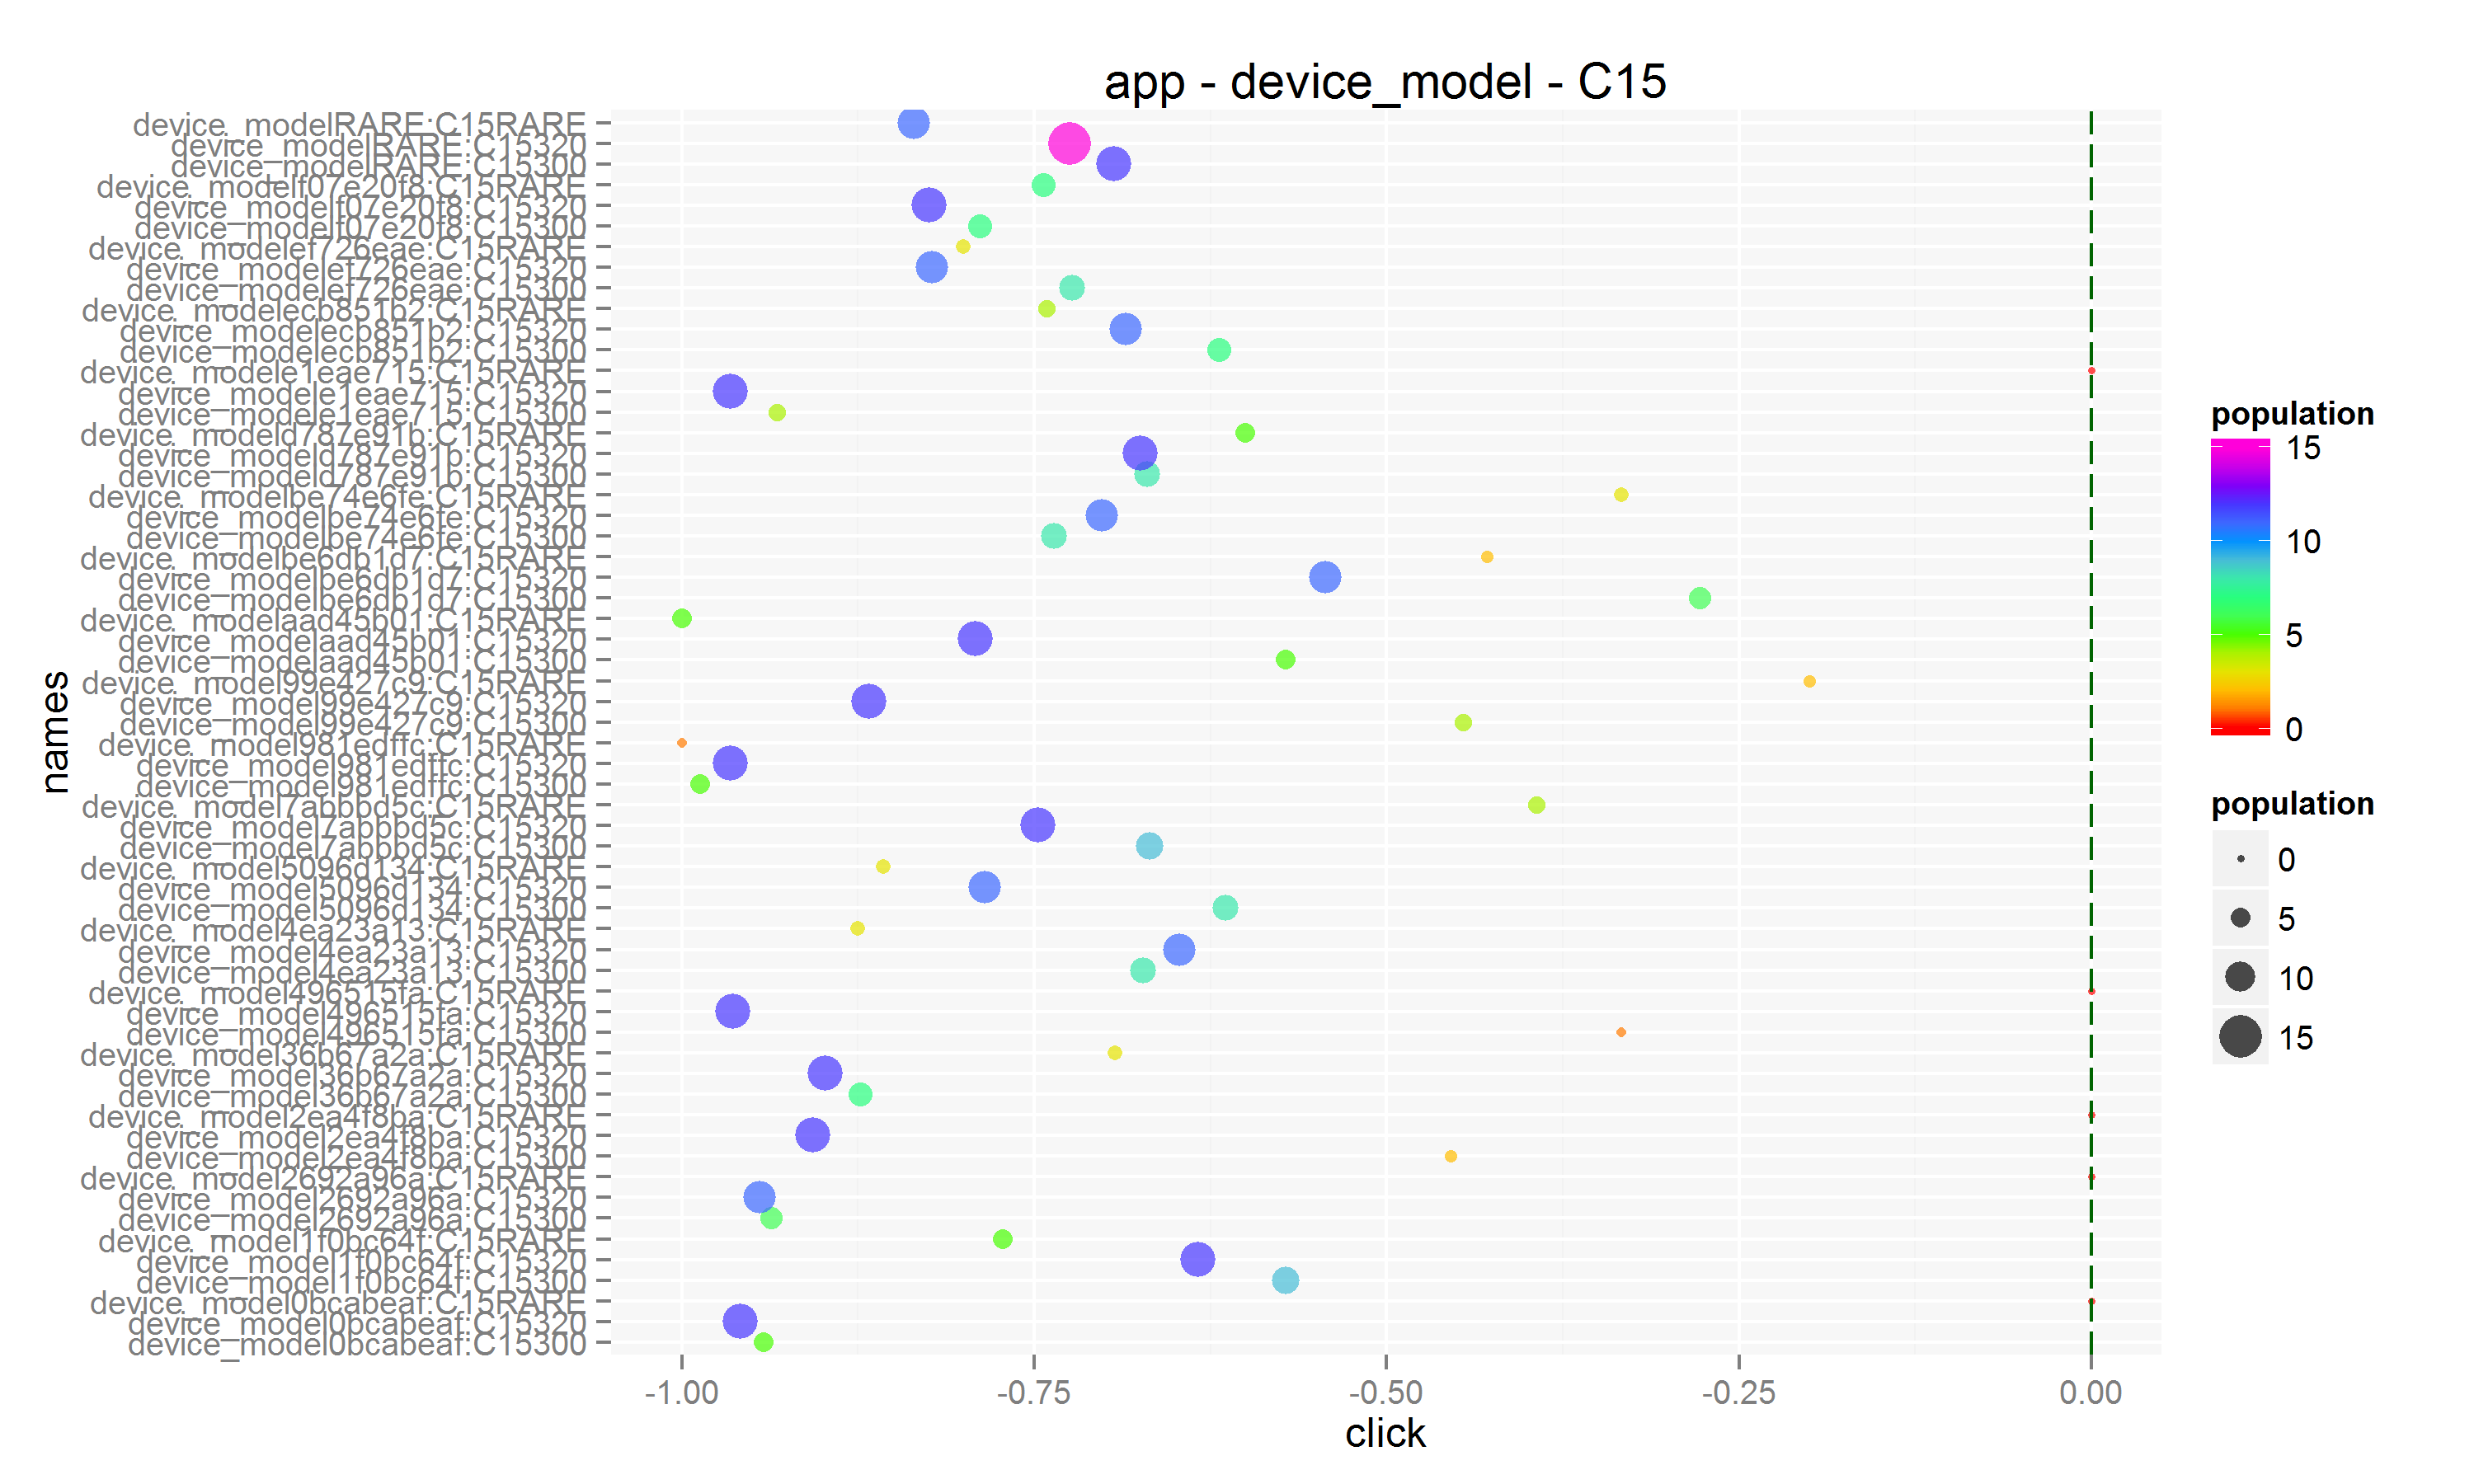 app - device_model - C15
names
device_modelRARE:C15RARE
device_modelRARE:C15320
device_modelRARE:C15300
device_modelf07e20f8:C15RARE
device_modelf07e20f8:C15320
device_modelf07e20f8:C15300
device_modelef726eae:C15RARE
device_modelef726eae:C15320
device_modelef726eae:C15300
device_modelecb851b2:C15RARE
device_modelecb851b2:C15320
device_modelecb851b2:C15300
device_modele1eae715:C15RARE
device_modele1eae715:C15320
device_modele1eae715:C15300
device_modeld787e91b:C15RARE
device_modeld787e91b:C15320
device_modeld787e91b:C15300
device_modelbe74e6fe:C15RARE
device_modelbe74e6fe:C15320
device_modelbe74e6fe:C15300
device_modelbe6db1d7:C15RARE
device_modelbe6db1d7:C15320
device_modelbe6db1d7:C15300
device_modelaad45b01:C15RARE
device_modelaad45b01:C15320
device_modelaad45b01:C15300
device_model99e427c9:C15RARE
device_model99e427c9:C15320
device_model99e427c9:C15300
device_model981edffc:C15RARE
device_model981edffc:C15320
device_model981edffc:C15300
device_model7abbbd5c:C15RARE
device_model7abbbd5c:C15320
device_model7abbbd5c:C15300
device_model5096d134:C15RARE
device_model5096d134:C15320
device_model5096d134:C15300
device_model4ea23a13:C15RARE
device_model4ea23a13:C15320
device_model4ea23a13:C15300
device_model496515fa:C15RARE
device_model496515fa:C15320
device_model496515fa:C15300
device_model36b67a2a:C15RARE
device_model36b67a2a:C15320
device_model36b67a2a:C15300
device_model2ea4f8ba:C15RARE
device_model2ea4f8ba:C15320
device_model2ea4f8ba:C15300
device_model2692a96a:C15RARE
device_model2692a96a:C15320
device_model2692a96a:C15300
device_model1f0bc64f:C15RARE
device_model1f0bc64f:C15320
device_model1f0bc64f:C15300
device_model0bcabeaf:C15RARE
device_model0bcabeaf:C15320
device_model0bcabeaf:C15300
-1.00 -0.75 -0.50 -0.25 0.00
click
population
15
10
5
0
population
0
5
10
15